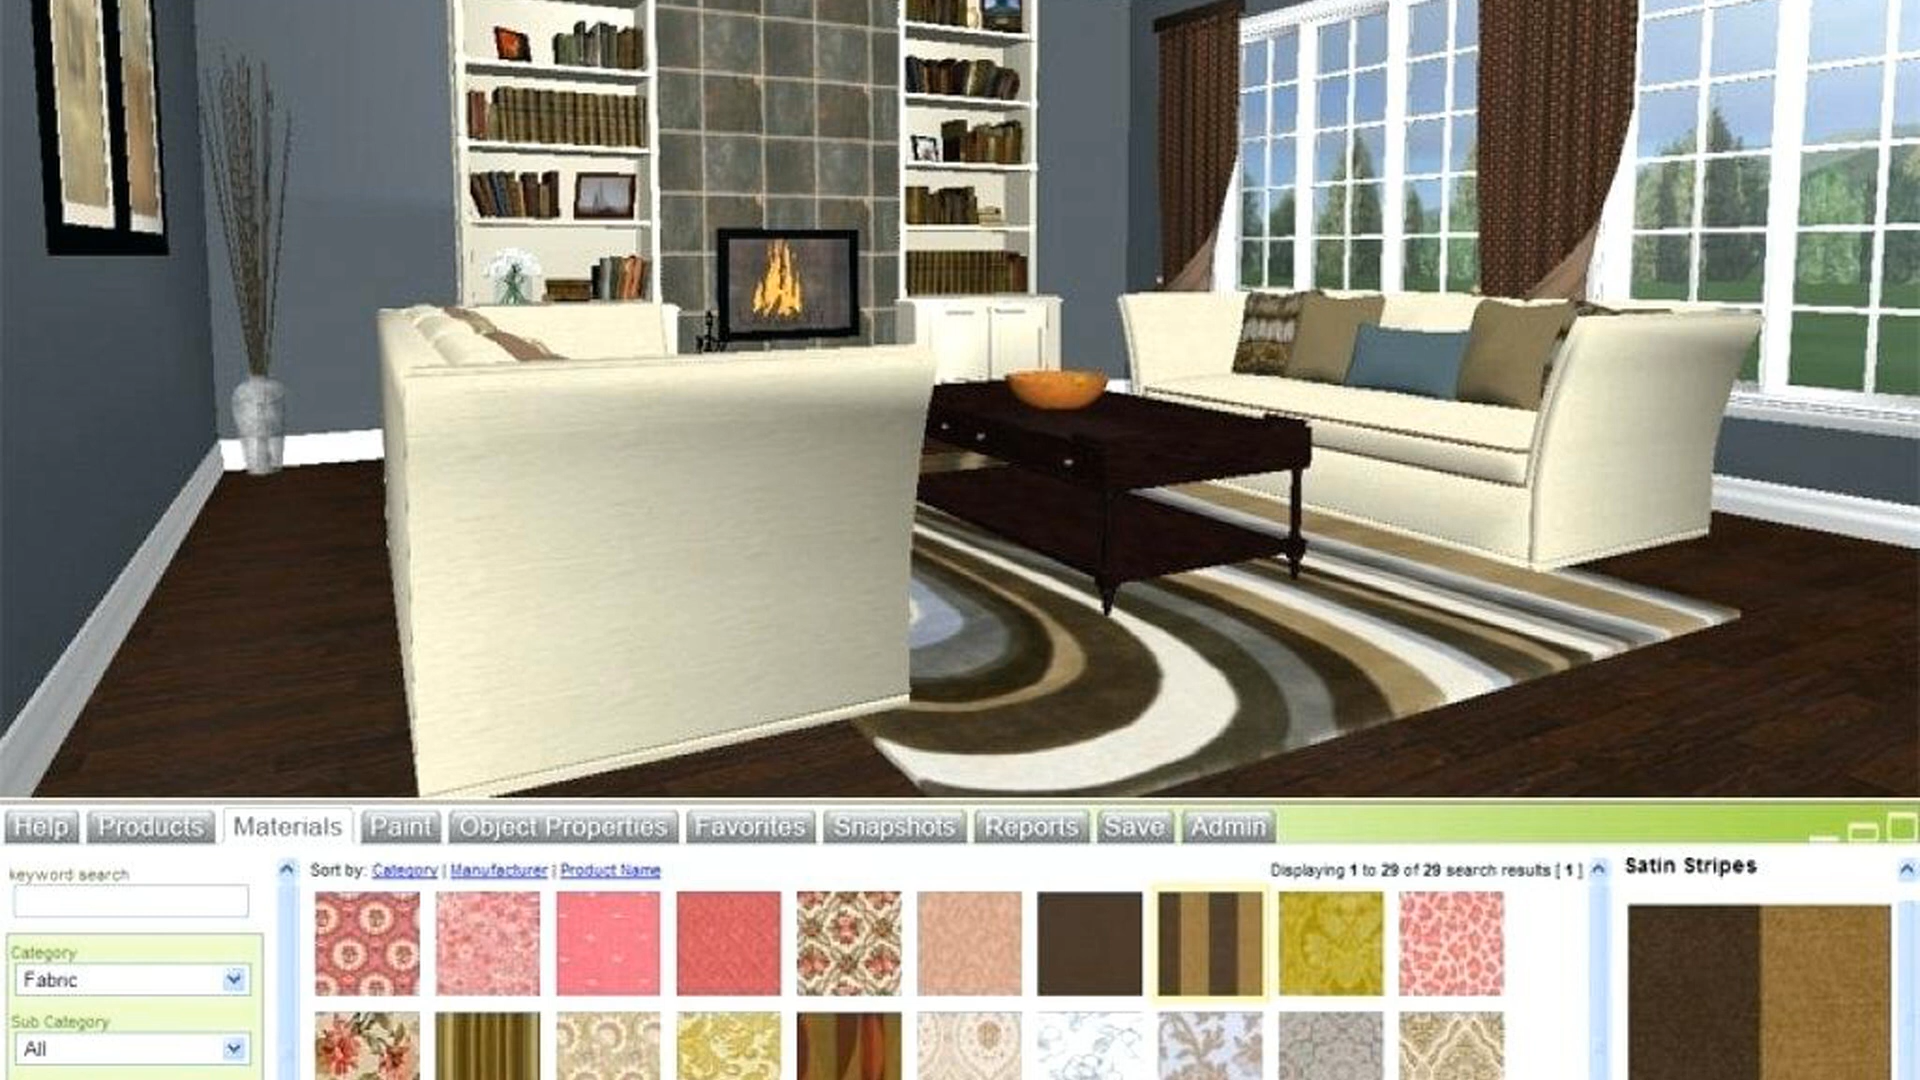 Help Products Materials Paint Object Properties Favorites Snapshots Reports Save Admin
keyword search
Category
Fabric
Sub Category
All
Sort by: Category | Manufacturer | Product Name
Displaying 1 to 29 of 29 search results [ 1 ]
Satin Stripes